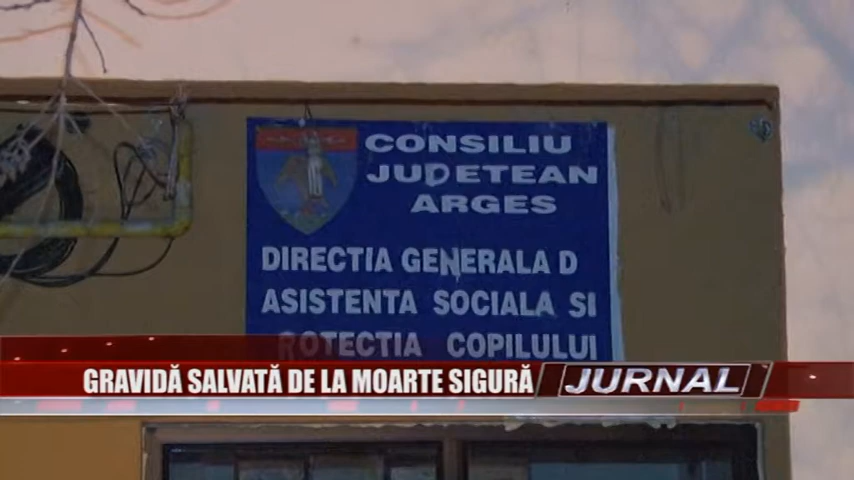 CONSILIU
JUDETEAN
ARGES
DIRECTIA GENERALA D
ASISTENTA SOCIALA SI
ROTECTIA COPILULUI
GRAVIDĂ SALVATĂ DE LA MOARTE SIGURĂ
JURNAL